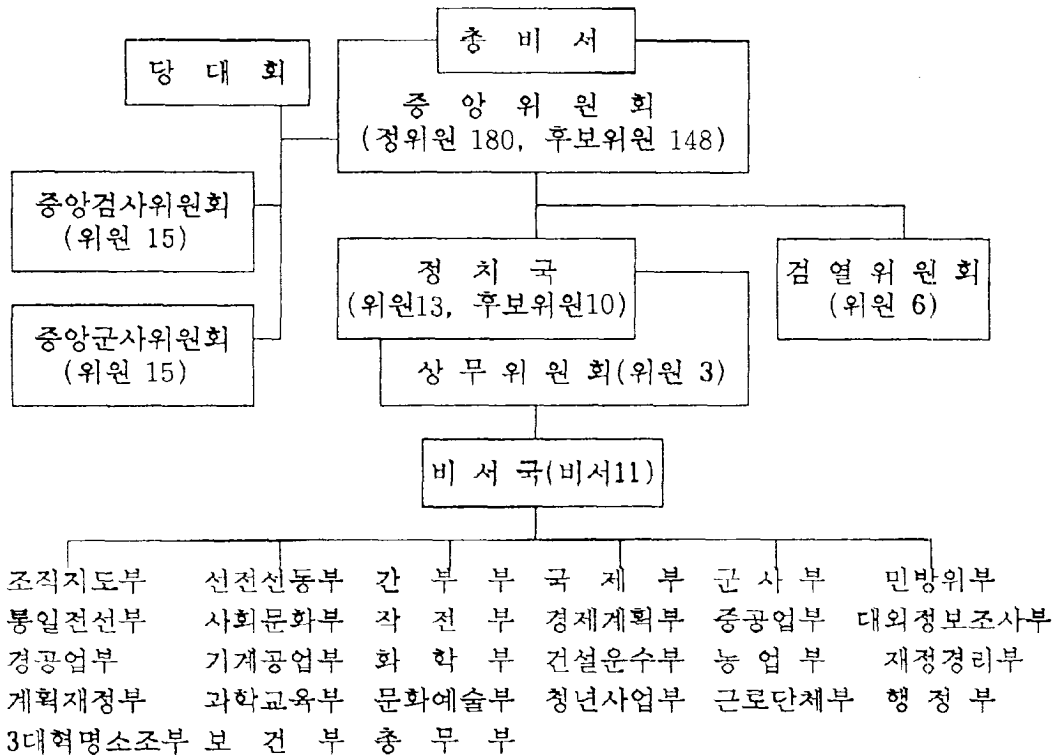 총 비 서
당 대 회
중 앙 위 원 회
(정위원 180, 후보위원 148)
중앙검사위원회
(위원 15)
정 치 국
(위원13, 후보위원10)
검 열 위 원 회
(위원 6)
중앙군사위원회
(위원 15)
상 무 위 원 회(위원 3)
비 서 국(비서11)
조직지도부 선전선동부 간 부 부 국 제 부 군 사 부 민방위부
통일전선부 사회문화부 작 전 부 경제계획부 중공업부 대외정보조사부
경공업부 기계공업부 화 학 부 건설운수부 농 업 부 재정경리부
계획재정부 과학교육부 문화예술부 청년사업부 근로단체부 행 정 부
3대혁명소조부 보 건 부 총 무 부